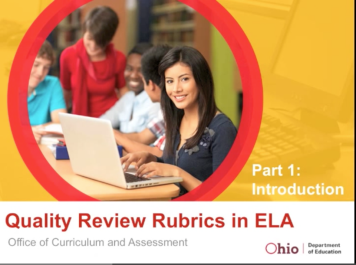 Part 1:
Introduction
Quality Review Rubrics in ELA
Office of Curriculum and Assessment
Ohio
Department
of Education